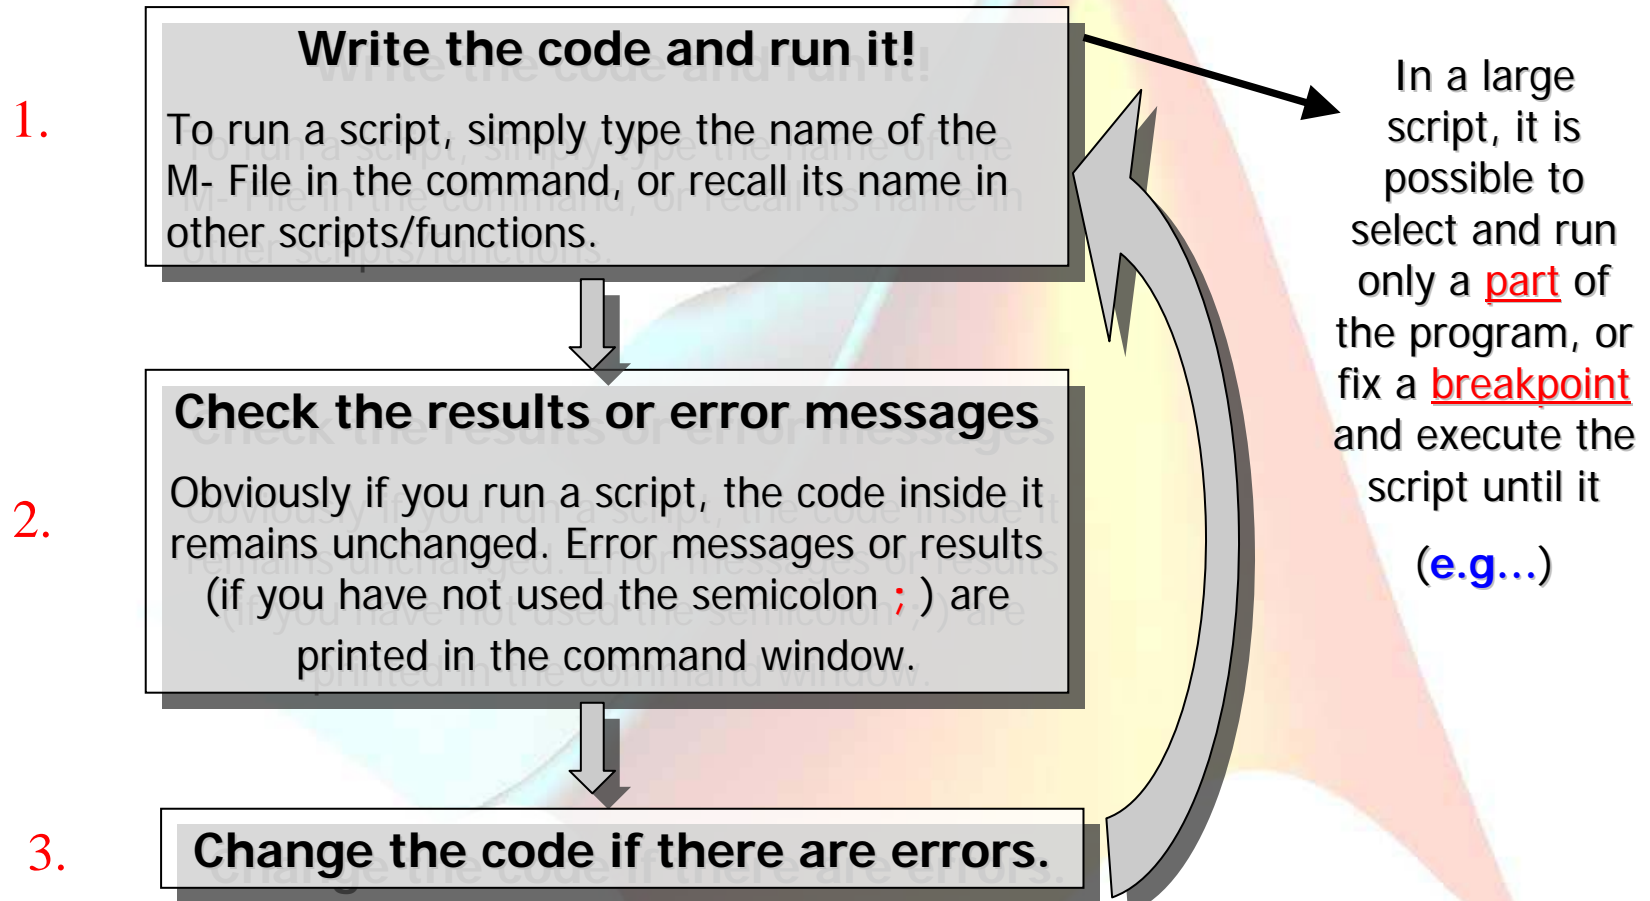 1.
Write the code and run it!
To run a script, simply type the name of the
M- File in the command, or recall its name in
other scripts/functions.
In a large
script, it is
possible to
select and run
only a part of
the program, or
fix a breakpoint
and execute the
script until it
(e.g...)
2.
Check the results or error messages
Obviously if you run a script, the code inside it
remains unchanged. Error messages or results
(if you have not used the semicolon ; ) are
printed in the command window.
3.
Change the code if there are errors.